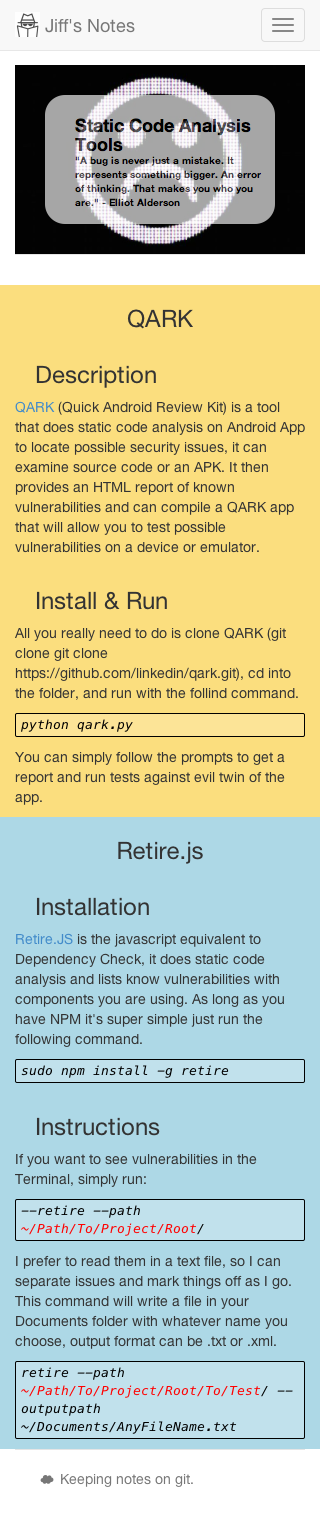 Jiff's Notes
Static Code Analysis
Tools
"A bug is never just a mistake. It
represents something bigger. An error
of thinking. That makes you who you
are." - Elliot Alderson
QARK
Description
QARK (Quick Android Review Kit) is a tool
that does static code analysis on Android App
to locate possible security issues, it can
examine source code or an APK. It then
provides an HTML report of known
vulnerabilities and can compile a QARK app
that will allow you to test possible
vulnerabilities on a device or emulator.
Install & Run
All you really need to do is clone QARK (git
clone git clone
https://github.com/linkedin/qark.git), cd into
the folder, and run with the follind command.
python qark.py
You can simply follow the prompts to get a
report and run tests against evil twin of the
app.
Retire.js
Installation
Retire.JS is the javascript equivalent to
Dependency Check, it does static code
analysis and lists know vulnerabilities with
components you are using. As long as you
have NPM it's super simple just run the
following command.
sudo npm install -g retire
Instructions
If you want to see vulnerabilities in the
Terminal, simply run:
--retire --path
~/Path/To/Project/Root/
I prefer to read them in a text file, so I can
separate issues and mark things off as I go.
This command will write a file in your
Documents folder with whatever name you
choose, output format can be .txt or .xml.
retire --path
~/Path/To/Project/Root/To/Test/ --
outputpath
~/Documents/AnyFileName.txt
Keeping notes on git.